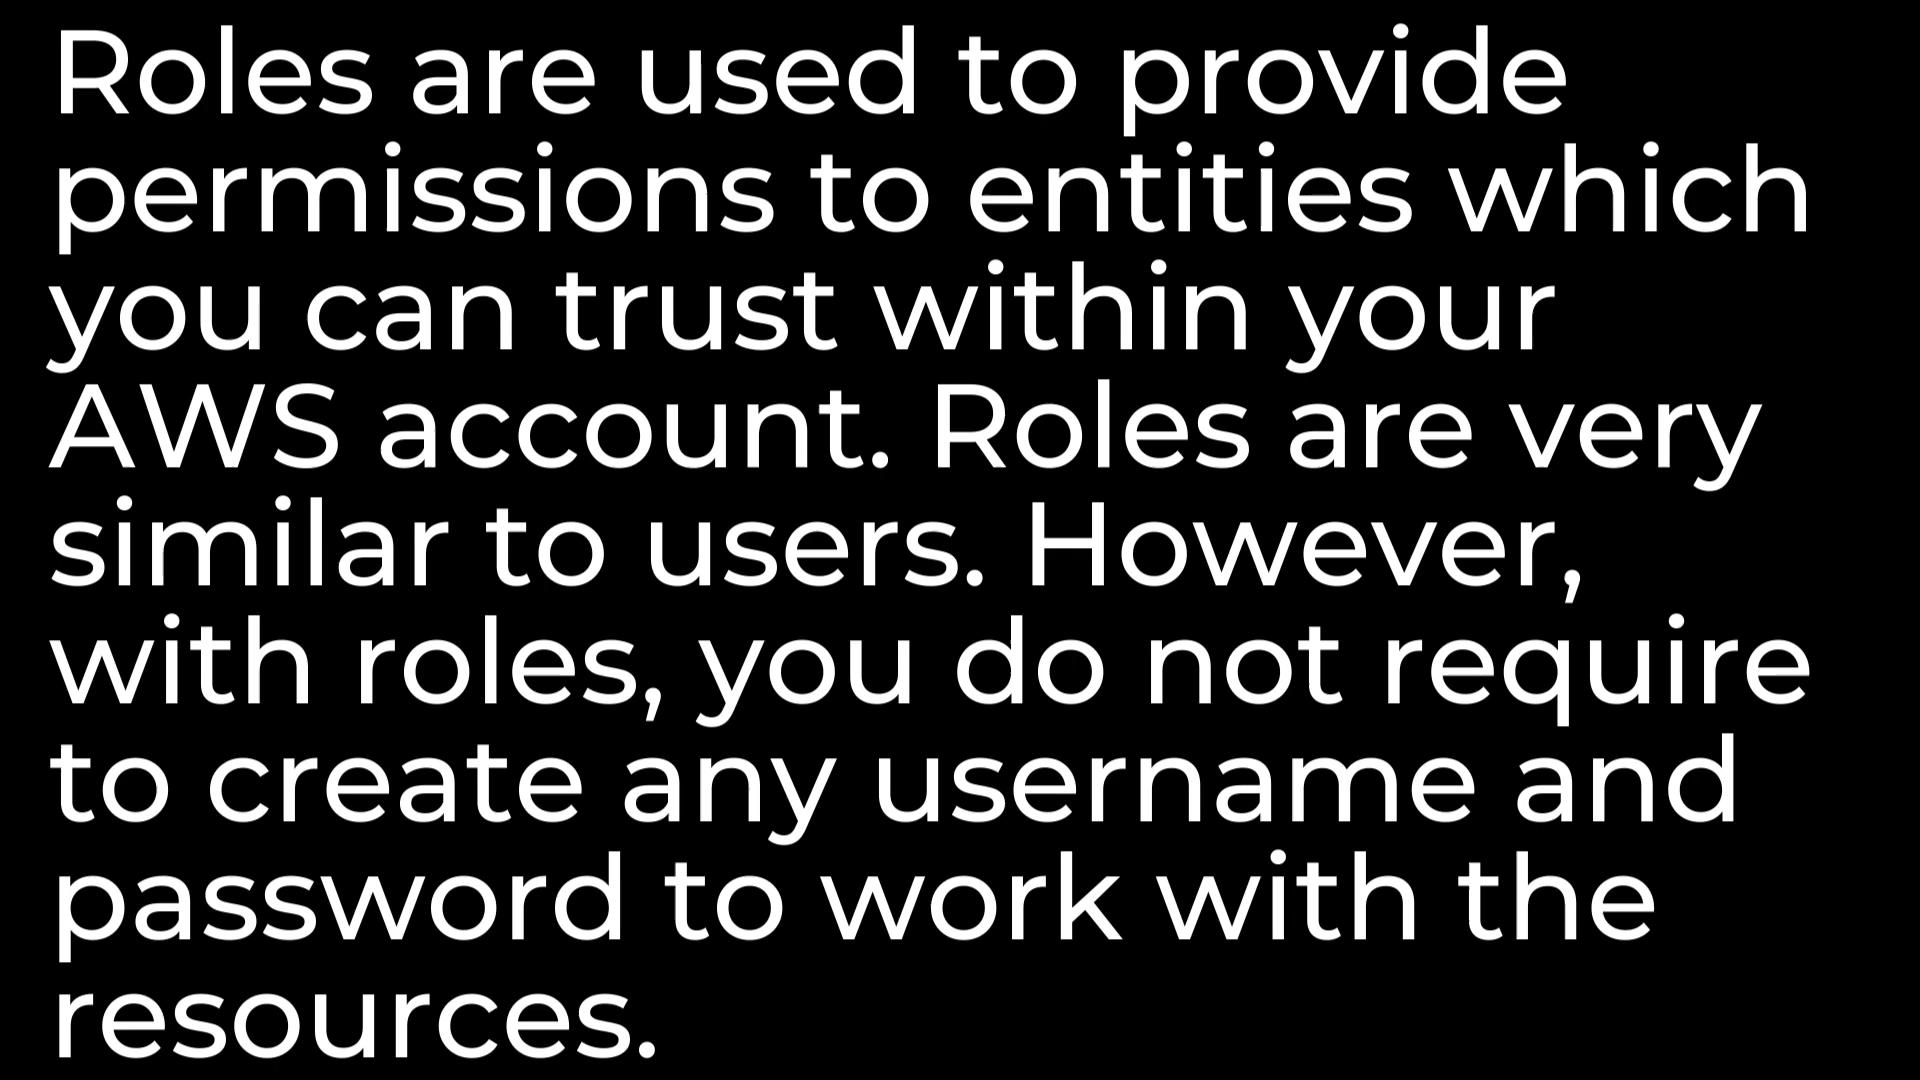 Roles are used to provide
permissions to entities which
you can trust within your
AWS account. Roles are very
similar to users. However,
with roles, you do not require
to create any username and
password to work with the
resources.